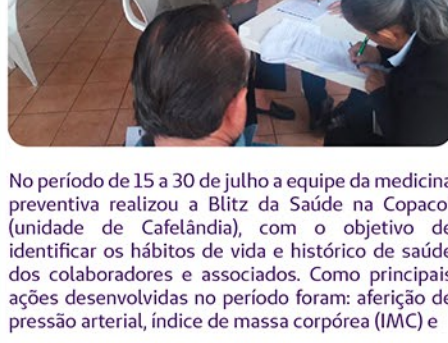 No período de 15 a 30 de julho a equipe da medicina
preventiva realizou a Blitz da Saúde na Copaco
(unidade de Cafelândia), com o objetivo de
identificar os hábitos de vida e histórico de saúde
dos colaboradores e associados. Como principais
ações desenvolvidas no período foram: aferição de
pressão arterial, índice de massa corpórea (IMC) e